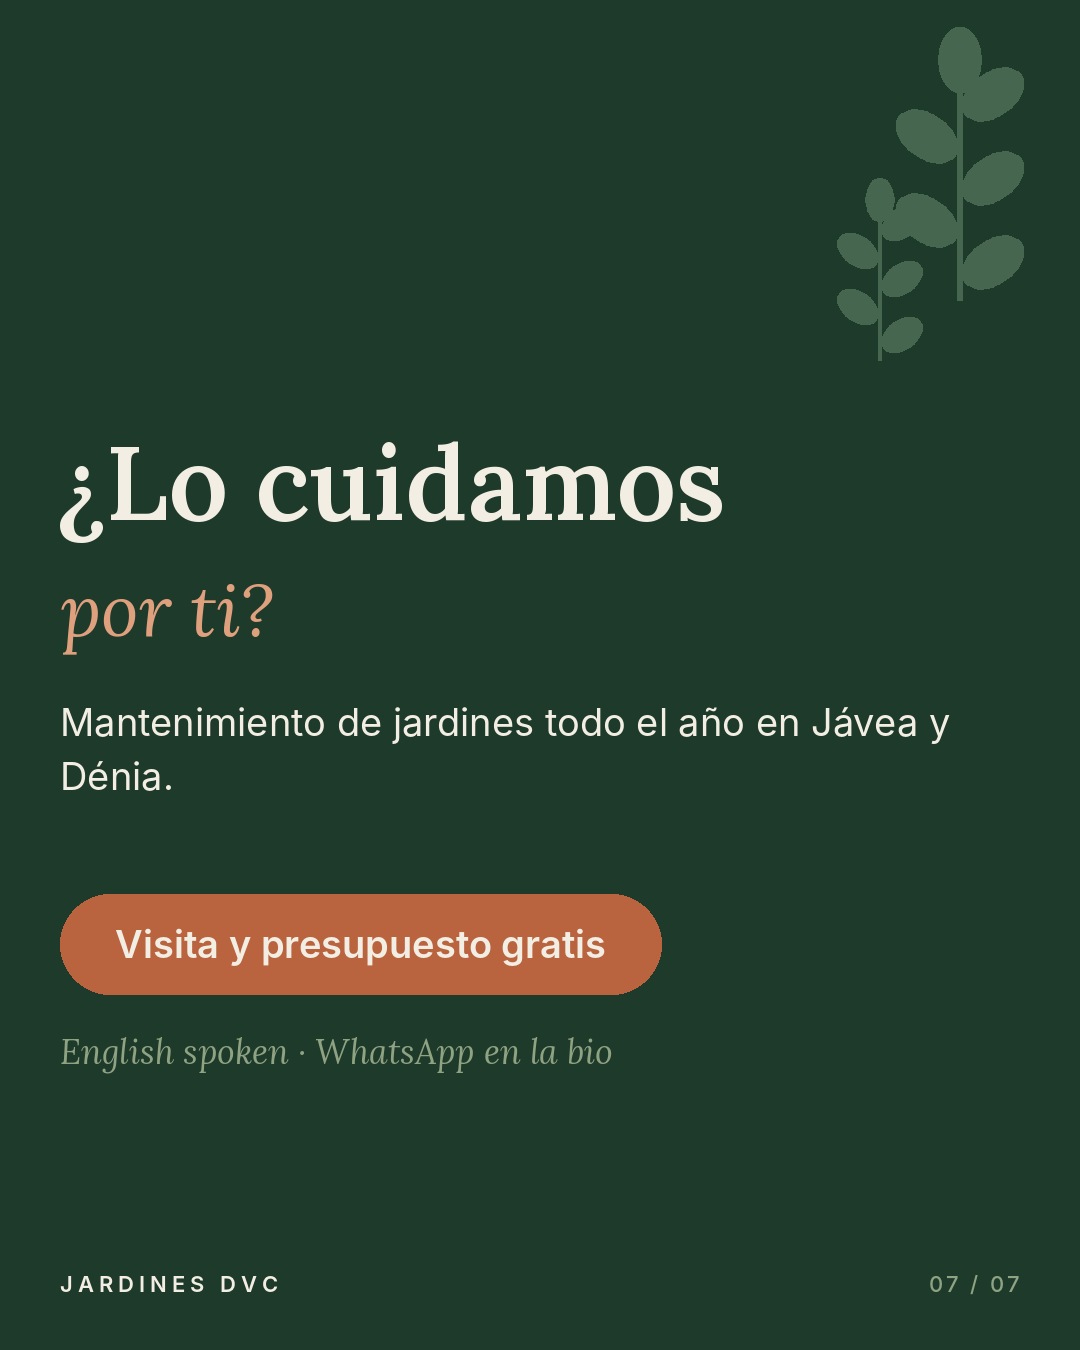 ¿Lo cuidamos
por ti?
Mantenimiento de jardines todo el año en Jávea y
Dénia.
Visita y presupuesto gratis
English spoken · WhatsApp en la bio
JARDINES DVC
07 / 07